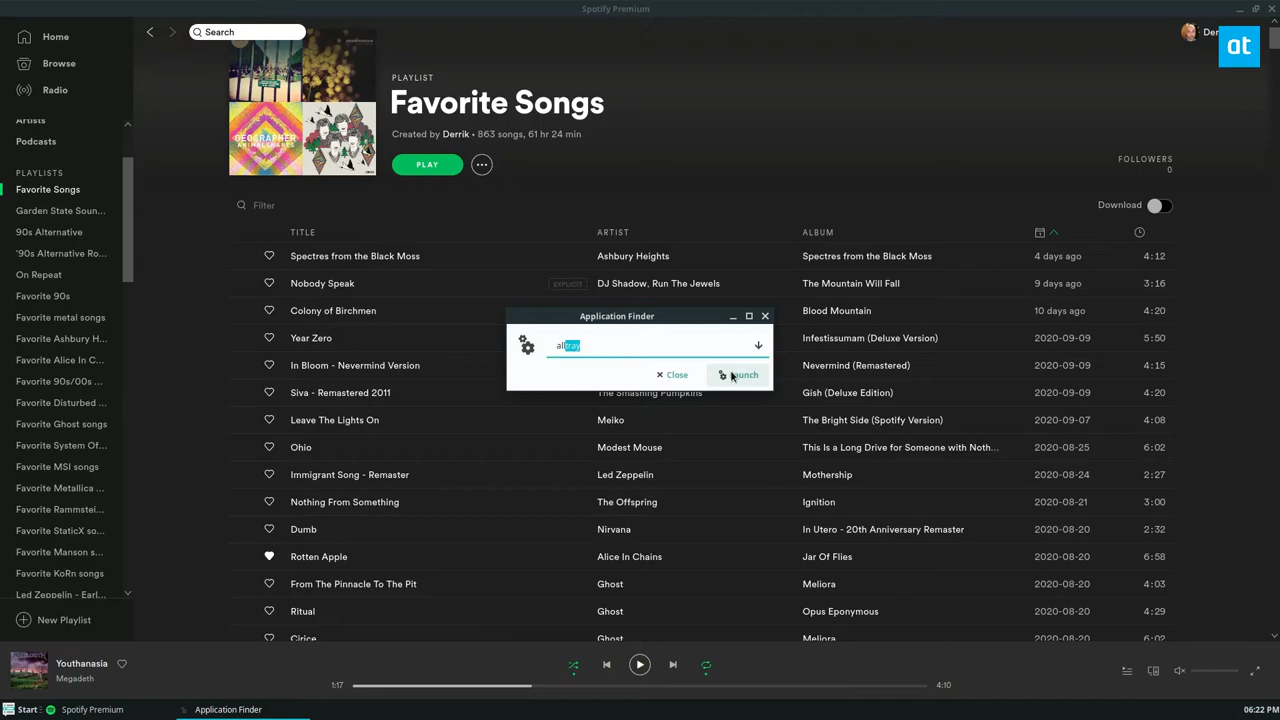 Spotify Premium
Search
Home
Browse
Radio
Artists
Podcasts
PLAYLISTS
Favorite Songs
Garden State Soun...
90s Alternative
'90s Alternative Ro...
On Repeat
Favorite 90s
Favorite metal songs
Favorite Ashbury H...
Favorite Alice In C...
Favorite 90s/00s ...
Favorite Disturbed ...
Favorite Ghost songs
Favorite System Of...
Favorite MSI songs
Favorite Metallica ...
Favorite Rammstei...
Favorite StaticX so...
Favorite Manson s...
Favorite KoRn songs
Led Zeppelin - Earl...
New Playlist
at
PLAYLIST
Favorite Songs
Created by Derrik • 863 songs, 61 hr 24 min
PLAY
FOLLOWERS
0
Filter
Download
TITLE ARTIST ALBUM
Spectres from the Black Moss Ashbury Heights Spectres from the Black Moss 4 days ago 4:12
Nobody Speak EXPLICIT DJ Shadow, Run The Jewels The Mountain Will Fall 9 days ago 3:16
Colony of Birchmen Blood Mountain 10 days ago 4:20
Year Zero Infestissumam (Deluxe Version) 2020-09-09 5:50
In Bloom - Nevermind Version Nevermind (Remastered) 2020-09-09 4:15
Siva - Remastered 2011 The Smashing Pumpkins Gish (Deluxe Edition) 2020-09-09 4:20
Leave The Lights On Meiko The Bright Side (Spotify Version) 2020-09-07 4:08
Ohio Modest Mouse This Is a Long Drive for Someone with Noth... 2020-08-25 6:02
Immigrant Song - Remaster Led Zeppelin Mothership 2020-08-24 2:27
Nothing From Something The Offspring Ignition 2020-08-21 3:00
Dumb Nirvana In Utero - 20th Anniversary Remaster 2020-08-20 2:32
Rotten Apple Alice In Chains Jar Of Flies 2020-08-20 6:58
From The Pinnacle To The Pit Ghost Meliora 2020-08-20 4:03
Ritual Ghost Opus Eponymous 2020-08-20 4:29
Cirice Ghost Meliora 2020-08-20 6:02
Application Finder
alltray
Close
Youthanasia
Megadeth
1:17
4:10
Start Spotify Premium Application Finder 06:22 PM